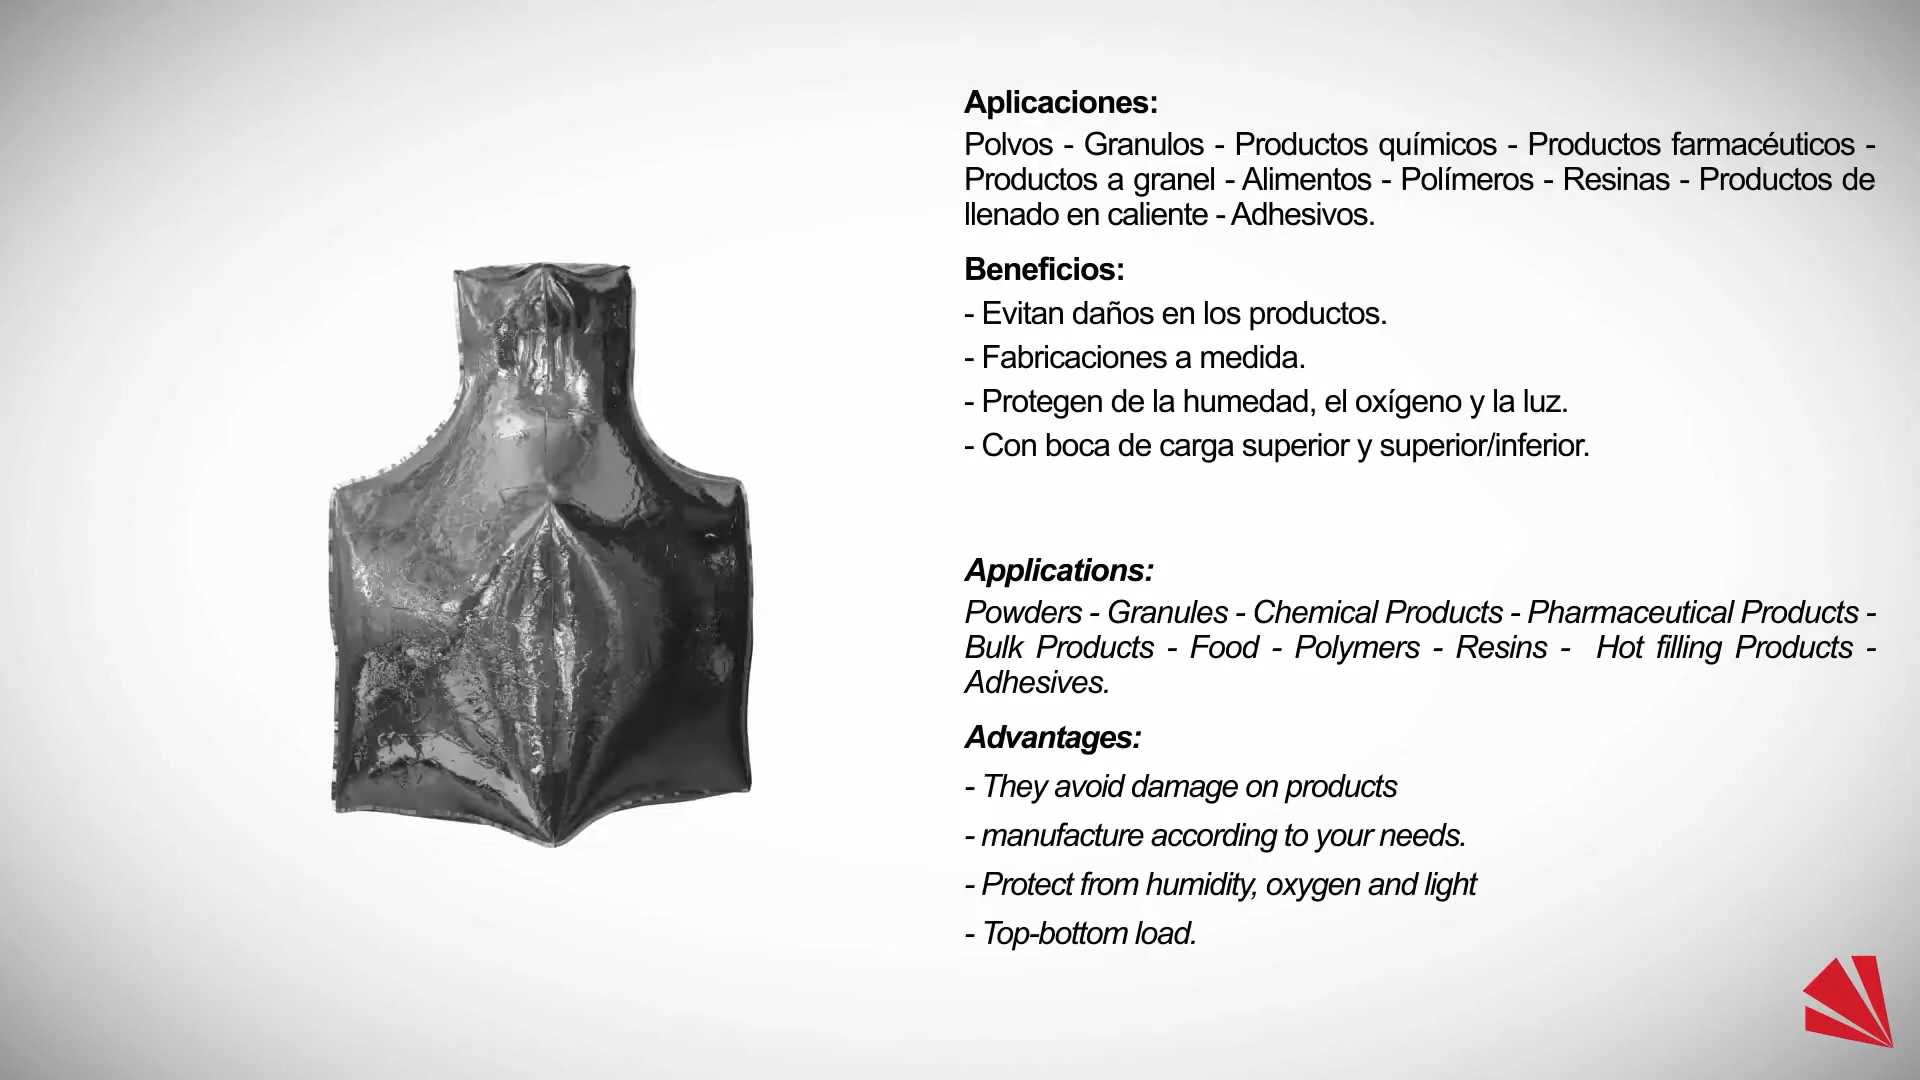 Aplicaciones:
Polvos - Granulos - Productos químicos - Productos farmacéuticos -
Productos a granel - Alimentos - Polímeros - Resinas - Productos de
llenado en caliente - Adhesivos.
Beneficios:
- Evitan daños en los productos.
- Fabricaciones a medida.
- Protegen de la humedad, el oxígeno y la luz.
- Con boca de carga superior y superior/inferior.
Applications:
Powders - Granules - Chemical Products - Pharmaceutical Products -
Bulk Products - Food - Polymers - Resins - Hot filling Products -
Adhesives.
Advantages:
- They avoid damage on products
- manufacture according to your needs.
- Protect from humidity, oxygen and light
- Top-bottom load.